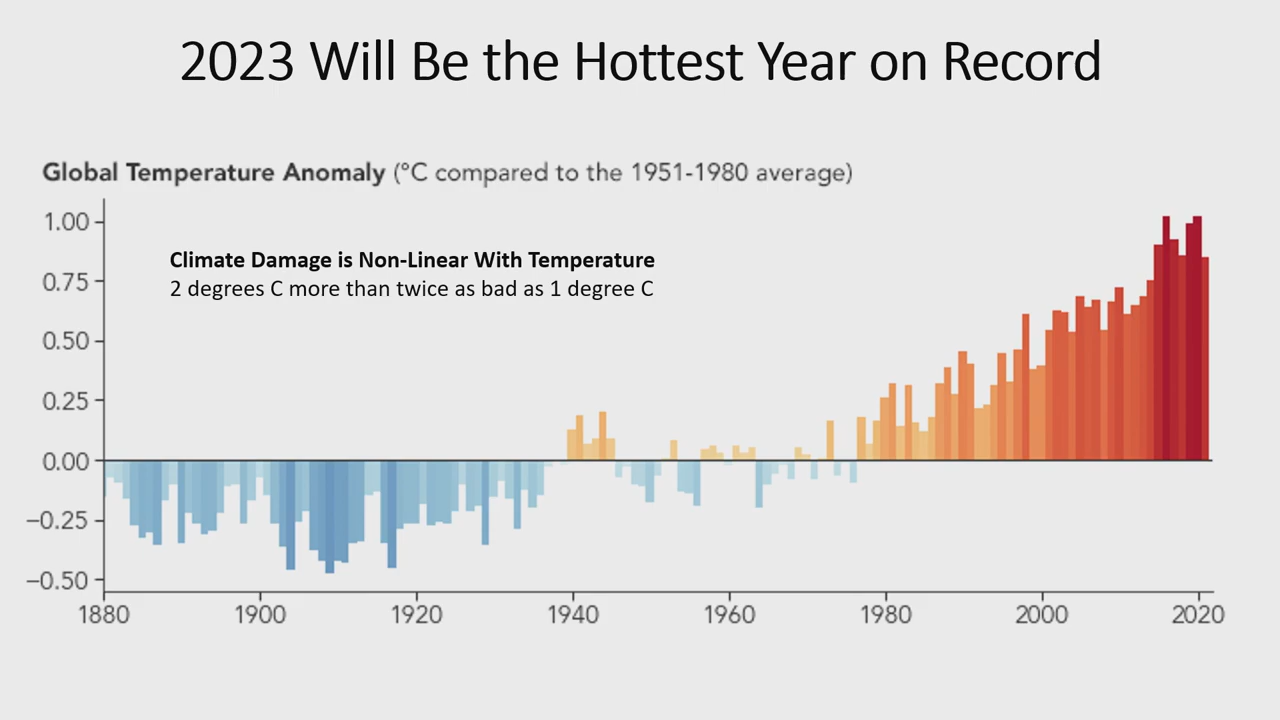 2023 Will Be the Hottest Year on Record
Global Temperature Anomaly (°C compared to the 1951-1980 average)
1.00
Climate Damage is Non-Linear With Temperature
0.75
2 degrees C more than twice as bad as 1 degree C
0.50
0.25
0.00
−0.25
−0.50
1880 1900 1920 1940 1960 1980 2000 2020